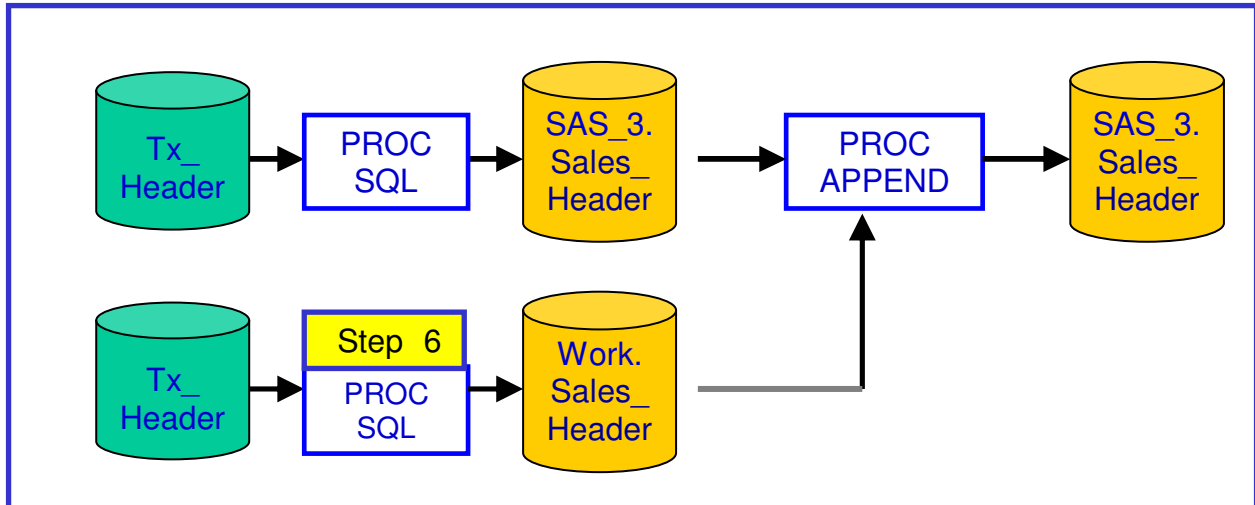 Tx_
Header
PROC
SQL
SAS_3.
Sales_
Header
PROC
APPEND
SAS_3.
Sales_
Header
Tx_
Header
Step 6
PROC
SQL
Work.
Sales_
Header